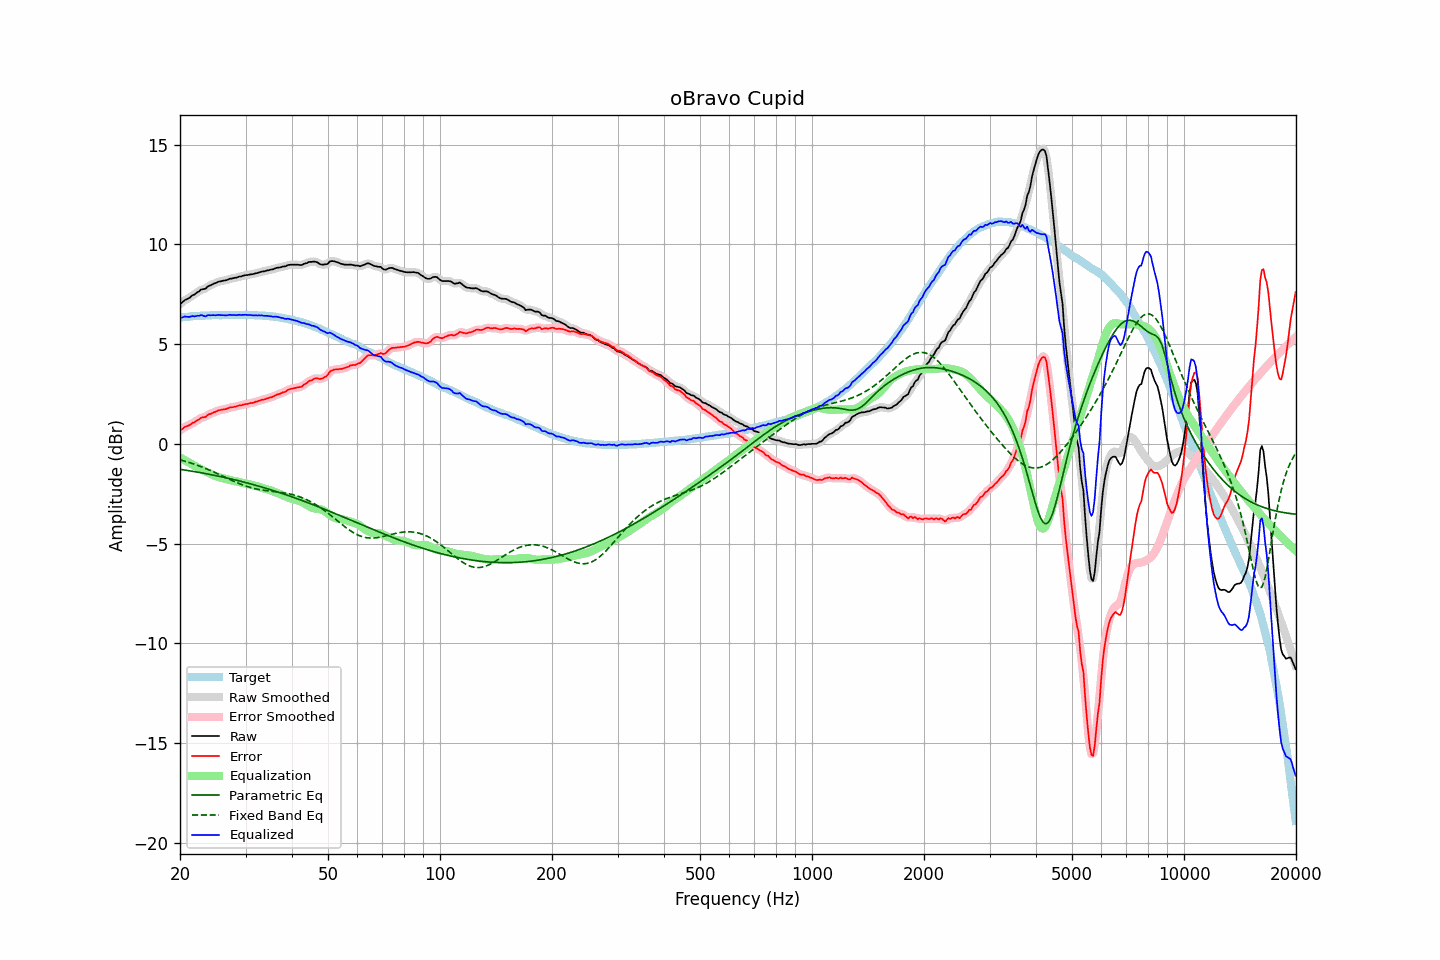 oBravo Cupid
Amplitude (dBr)
15
10
5
0
−5
−10
−15
−20
Target
Raw Smoothed
Error Smoothed
Raw
Error
Equalization
Parametric Eq
Fixed Band Eq
Equalized
20 50 100 200 500 1000 2000 5000 10000 20000
Frequency (Hz)